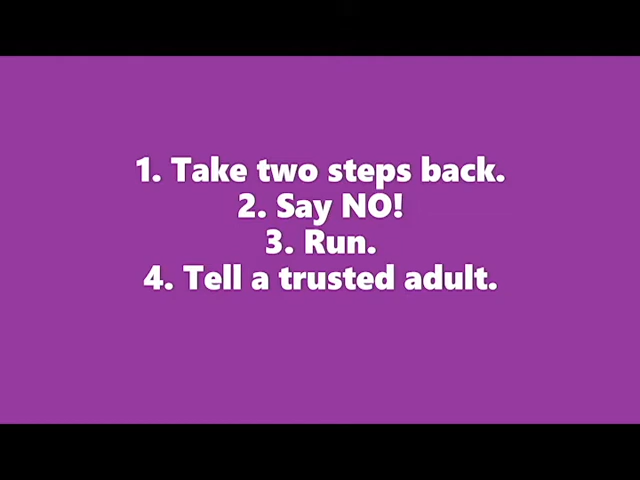 1. Take two steps back.
2. Say NO!
3. Run.
4. Tell a trusted adult.